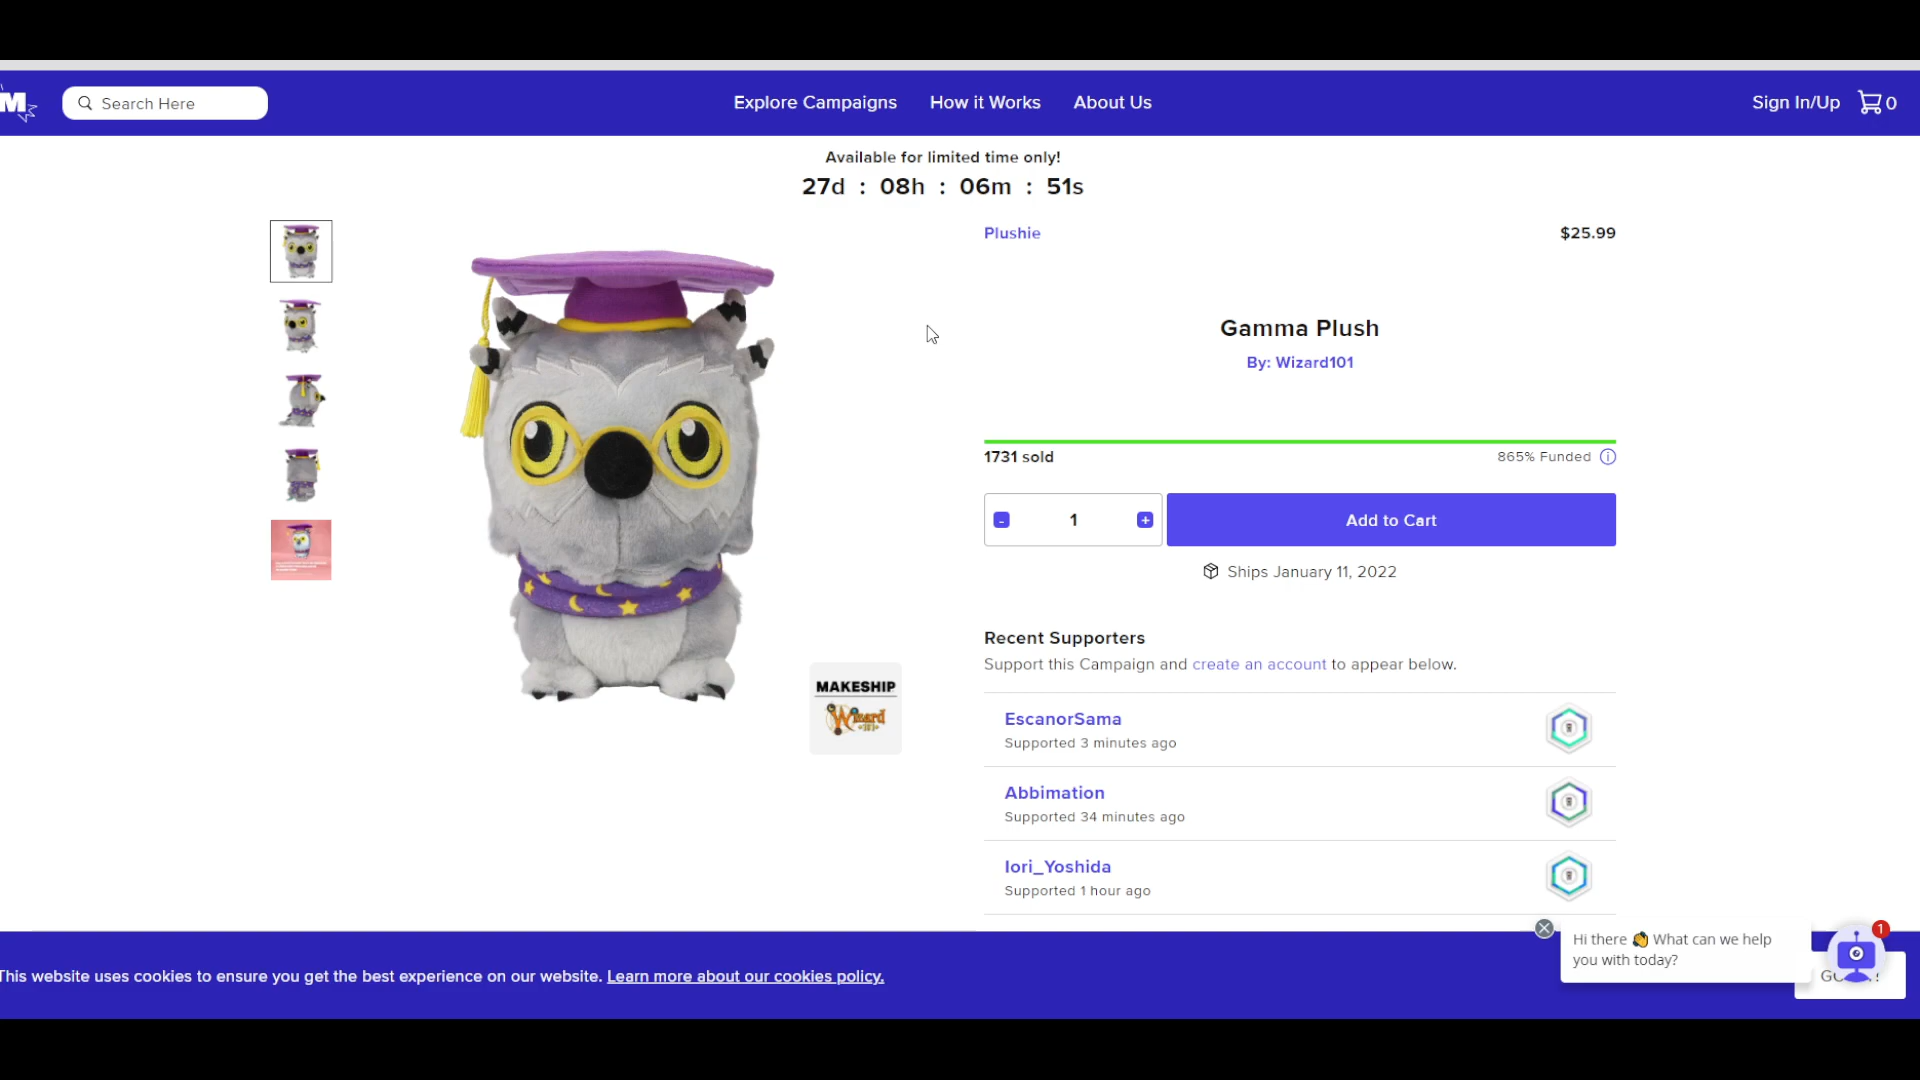 M
Search Here
Explore Campaigns
How it Works
About Us
Sign In/Up
0
Available for limited time only!
27d : 08h : 06m : 51s
Plushie
$25.99
Gamma Plush
By: Wizard101
1731 sold
865% Funded
- 1 +
Add to Cart
Ships January 11, 2022
MAKESHIP
Wizard
101
Recent Supporters
Support this Campaign and create an account to appear below.
EscanorSama
Supported 3 minutes ago
Abbimation
Supported 34 minutes ago
Iori_Yoshida
Supported 1 hour ago
Hi there 👋 What can we help
you with today?
1
This website uses cookies to ensure you get the best experience on our website. Learn more about our cookies policy.